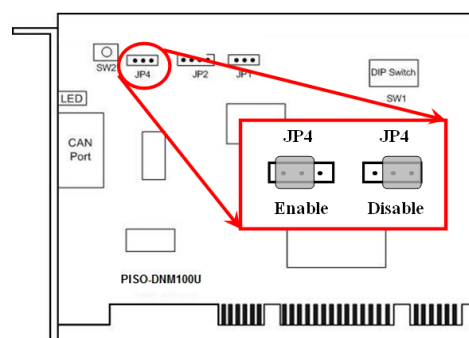 SW2
JP4
JP2
JP1
DIP Switch
SW1
LED
CAN
Port
JP4 JP4
Enable Disable
PISO-DNM100U